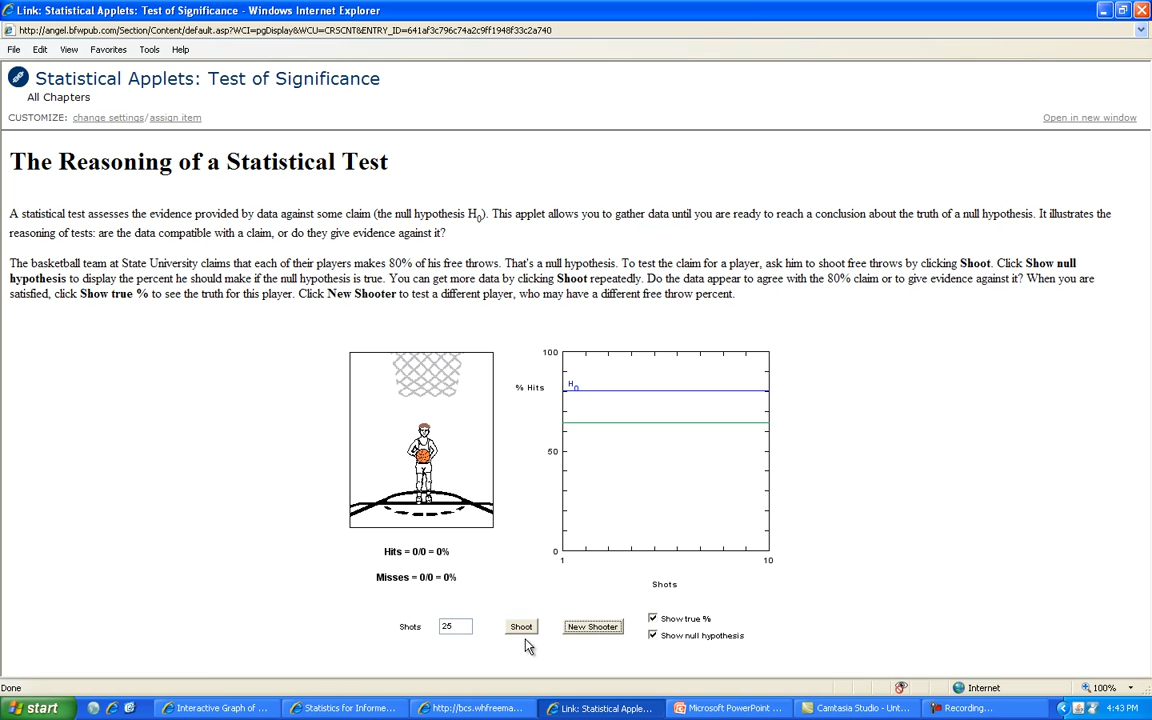 Link: Statistical Applets: Test of Significance - Windows Internet Explorer
http://angel.bfwpub.com/Section/Content/default.asp?WCI=pgDisplay&WCU=CRSCNT&ENTRY_ID=641af3c796c74a2c9ff1948f33c2a740
File Edit View Favorites Tools Help
Statistical Applets: Test of Significance
All Chapters
CUSTOMIZE: change settings/assign item Open in new window
The Reasoning of a Statistical Test
A statistical test assesses the evidence provided by data against some claim (the null hypothesis H0). This applet allows you to gather data until you are ready to reach a conclusion about the truth of a null hypothesis. It illustrates the
reasoning of tests: are the data compatible with a claim, or do they give evidence against it?
The basketball team at State University claims that each of their players makes 80% of his free throws. That's a null hypothesis. To test the claim for a player, ask him to shoot free throws by clicking Shoot. Click Show null
hypothesis to display the percent he should make if the null hypothesis is true. You can get more data by clicking Shoot repeatedly. Do the data appear to agree with the 80% claim or to give evidence against it? When you are
satisfied, click Show true % to see the truth for this player. Click New Shooter to test a different player, who may have a different free throw percent.
100
% Hits
H0
50
0
1 10
Shots
Hits = 0/0 = 0%
Misses = 0/0 = 0%
Shots 25 Shoot New Shooter
Show true %
Show null hypothesis
Done Internet 100%
start Interactive Graph of ... Statistics for Informe... http://bcs.whfreema... Link: Statistical Apple... Microsoft PowerPoint ... Camtasia Studio - Unt... Recording... 4:43 PM